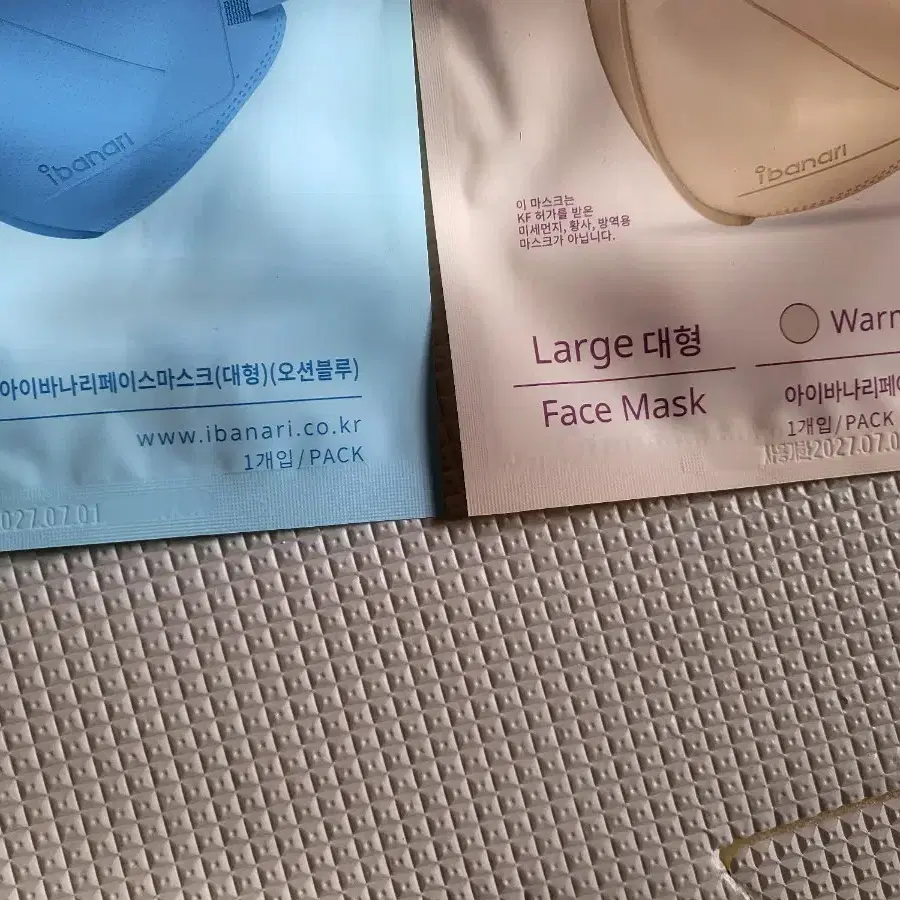 ibanari
아이바나리페이스마스크(대형)(오션블루)
www.ibanari.co.kr
1개입/PACK
027.07.01
ibanari
이 마스크는
KF 허가를 받은
미세먼지, 황사, 방역용
마스크가 아닙니다.
Large 대형
Face Mask
Warm
아이바나리페이
1개입/PACK
사용기한2027.07.0